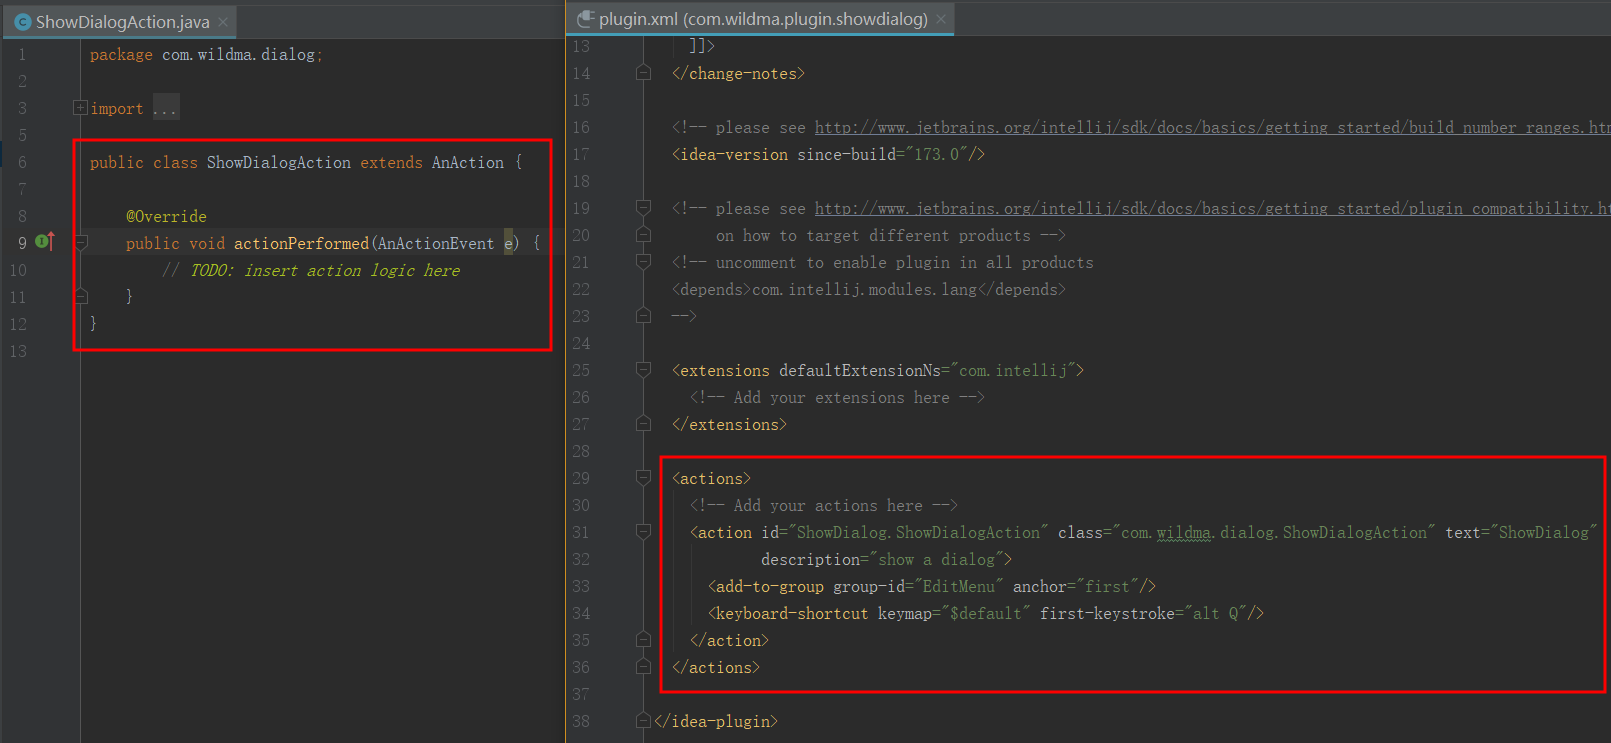 ShowDialogAction.java ×
1 package com.wildma.dialog;
2
3 import ...
5
6 public class ShowDialogAction extends AnAction {
7
8     @Override
9     public void actionPerformed(AnActionEvent e) {
10         // TODO: insert action logic here
11     }
12 }
13
plugin.xml (com.wildma.plugin.showdialog) ×
13     ]]>
14   </change-notes>
15
16   <!-- please see http://www.jetbrains.org/intellij/sdk/docs/basics/getting_started/build_number_ranges.htm
17   <idea-version since-build="173.0"/>
18
19   <!-- please see http://www.jetbrains.org/intellij/sdk/docs/basics/getting_started/plugin_compatibility.ht
20        on how to target different products -->
21   <!-- uncomment to enable plugin in all products
22   <depends>com.intellij.modules.lang</depends>
23   -->
24
25   <extensions defaultExtensionNs="com.intellij">
26     <!-- Add your extensions here -->
27   </extensions>
28
29   <actions>
30     <!-- Add your actions here -->
31     <action id="ShowDialog.ShowDialogAction" class="com.wildma.dialog.ShowDialogAction" text="ShowDialog"
32             description="show a dialog">
33       <add-to-group group-id="EditMenu" anchor="first"/>
34       <keyboard-shortcut keymap="$default" first-keystroke="alt Q"/>
35     </action>
36   </actions>
37
38 </idea-plugin>